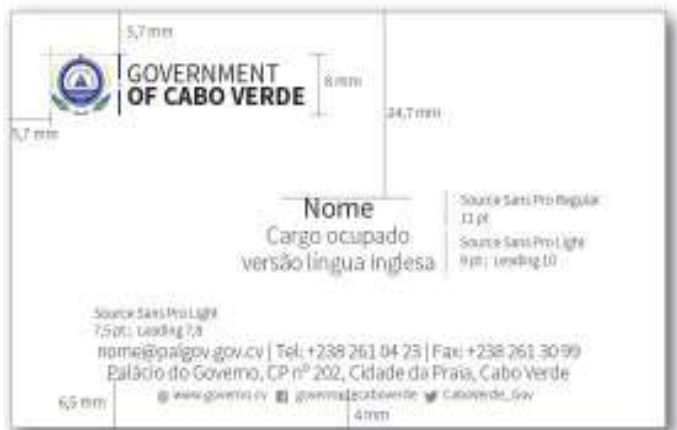 5,7 mm
GOVERNMENT
OF CABO VERDE
8 mm
5,7 mm
24,7 mm
Nome
Source Sans Pro Regular
11 pt
Cargo ocupado
versão língua inglesa
Source Sans Pro Light
9 pt; Leading 10
Source Sans Pro Light
7,5 pt; Leading 7,8
nome@palgov.gov.cv | Tel: +238 261 04 23 | Fax: +238 261 30 99
Palácio do Governo, CP nº 202, Cidade da Praia, Cabo Verde
www.governo.cv governodecaboverde Caboverde_Gov
6,5 mm
4 mm